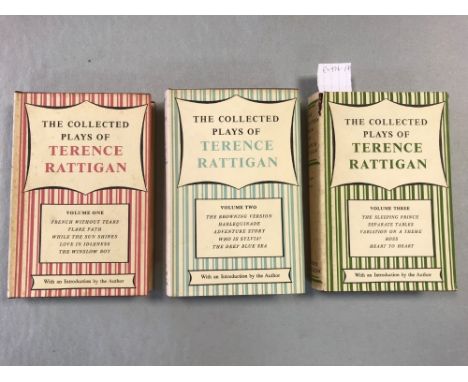 THE COLLECTED
PLAYS OF
TERENCE
RATTIGAN
VOLUME ONE
FRENCH WITHOUT TEARS
FLARE PATH
WHILE THE SUN SHINES
LOVE IN IDLENESS
THE WINSLOW BOY
With an Introduction by the Author
THE COLLECTED
PLAYS OF
TERENCE
RATTIGAN
VOLUME TWO
THE BROWNING VERSION
HARLEQUINADE
ADVENTURE STORY
WHO IS SYLVIA?
THE DEEP BLUE SEA
With an Introduction by the Author
THE COLLECTED
PLAYS OF
TERENCE
RATTIGAN
VOLUME THREE
THE SLEEPING PRINCE
SEPARATE TABLES
VARIATION ON A THEME
ROSS
HEART TO HEART
With an Introduction by the Author